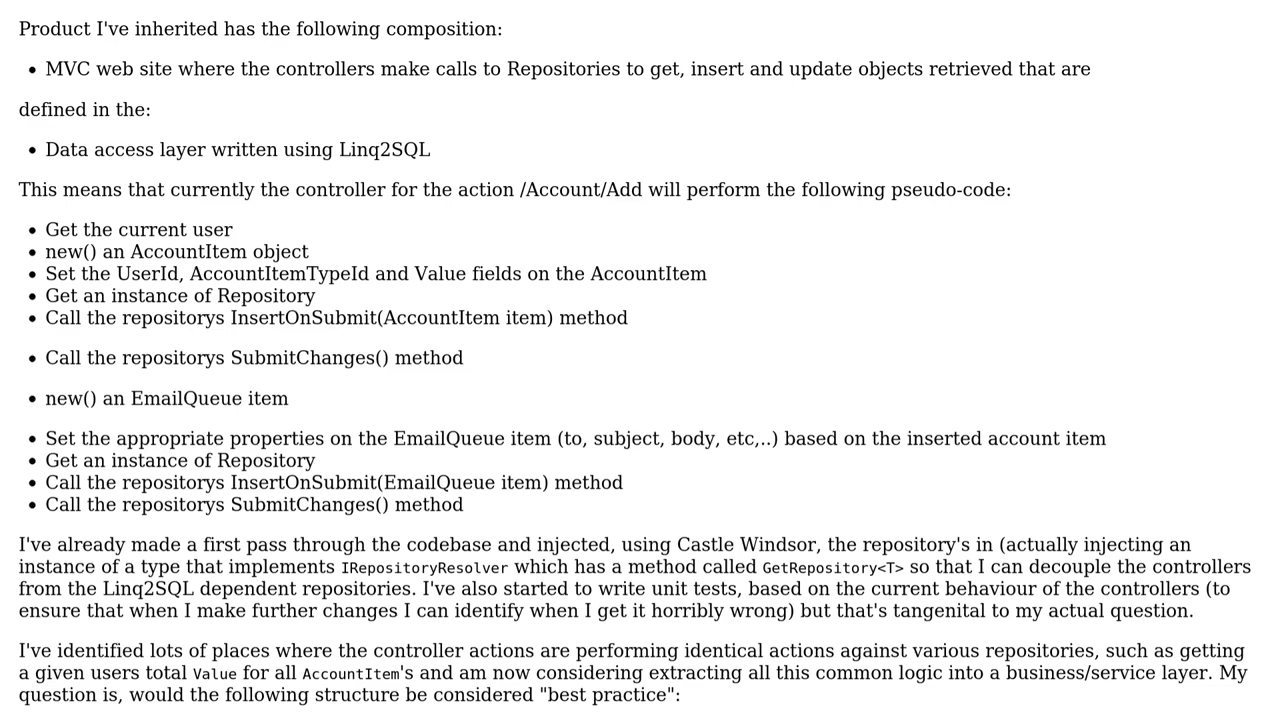 Product I've inherited has the following composition:
• MVC web site where the controllers make calls to Repositories to get, insert and update objects retrieved that are
defined in the:
• Data access layer written using Linq2SQL
This means that currently the controller for the action /Account/Add will perform the following pseudo-code:
• Get the current user
• new() an AccountItem object
• Set the UserId, AccountItemTypeId and Value fields on the AccountItem
• Get an instance of Repository
• Call the repositorys InsertOnSubmit(AccountItem item) method
• Call the repositorys SubmitChanges() method
• new() an EmailQueue item
• Set the appropriate properties on the EmailQueue item (to, subject, body, etc,..) based on the inserted account item
• Get an instance of Repository
• Call the repositorys InsertOnSubmit(EmailQueue item) method
• Call the repositorys SubmitChanges() method
I've already made a first pass through the codebase and injected, using Castle Windsor, the repository's in (actually injecting an
instance of a type that implements IRepositoryResolver which has a method called GetRepository<T> so that I can decouple the controllers
from the Linq2SQL dependent repositories. I've also started to write unit tests, based on the current behaviour of the controllers (to
ensure that when I make further changes I can identify when I get it horribly wrong) but that's tangenital to my actual question.
I've identified lots of places where the controller actions are performing identical actions against various repositories, such as getting
a given users total Value for all AccountItem's and am now considering extracting all this common logic into a business/service layer. My
question is, would the following structure be considered "best practice":